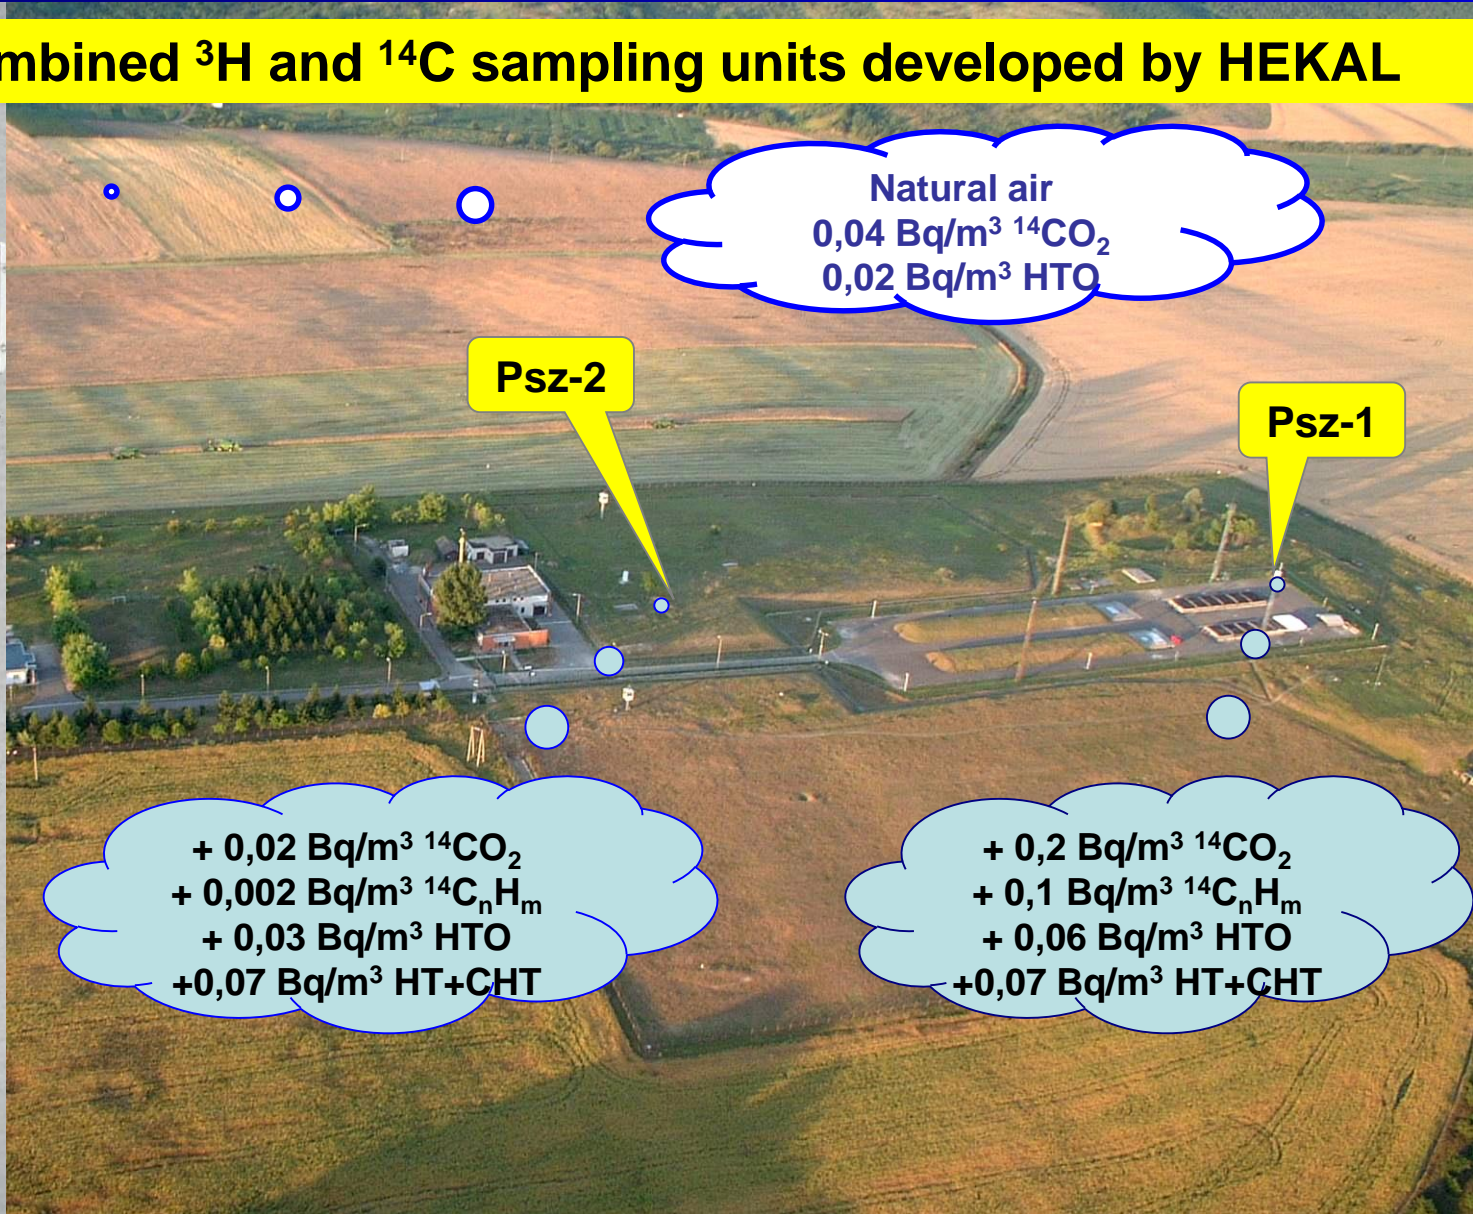 mbined ³H and ¹⁴C sampling units developed by HEKAL
Natural air
0,04 Bq/m³ ¹⁴CO₂
0,02 Bq/m³ HTO
Psz-2
Psz-1
+ 0,02 Bq/m³ ¹⁴CO₂
+ 0,002 Bq/m³ ¹⁴CₙHₘ
+ 0,03 Bq/m³ HTO
+0,07 Bq/m³ HT+CHT
+ 0,2 Bq/m³ ¹⁴CO₂
+ 0,1 Bq/m³ ¹⁴CₙHₘ
+ 0,06 Bq/m³ HTO
+0,07 Bq/m³ HT+CHT